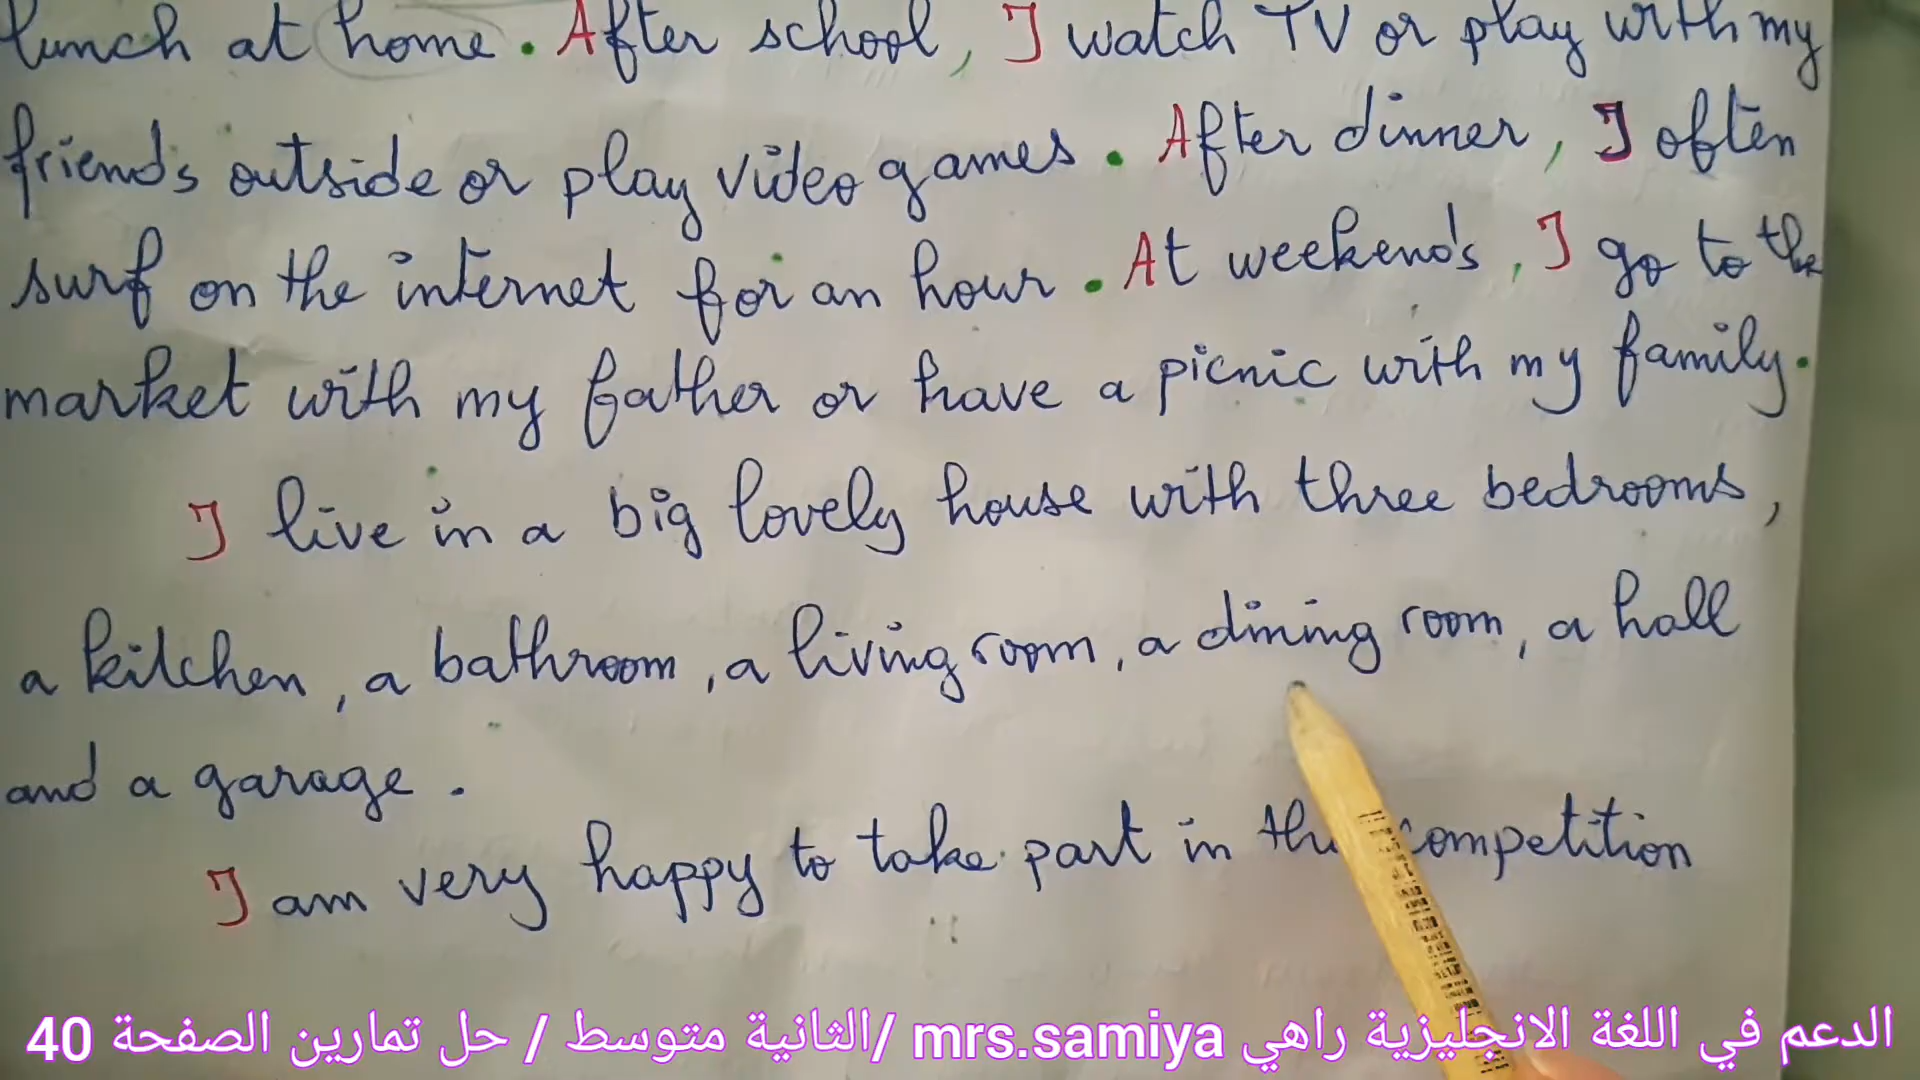 lunch at home. After school, I watch TV or play with my
friends outside or play video games. After dinner, I often
surf on the internet for an hour. At weekends, I go to the
market with my father or have a picnic with my family.
I live in a big lovely house with three bedrooms,
a kitchen, a bathroom, a living room, a dining room, a hall
and a garage.
I am very happy to take part in competition
الدعم في اللغة الانجليزية راهي mrs.samiya /الثانية متوسط / حل تمارين الصفحة 40